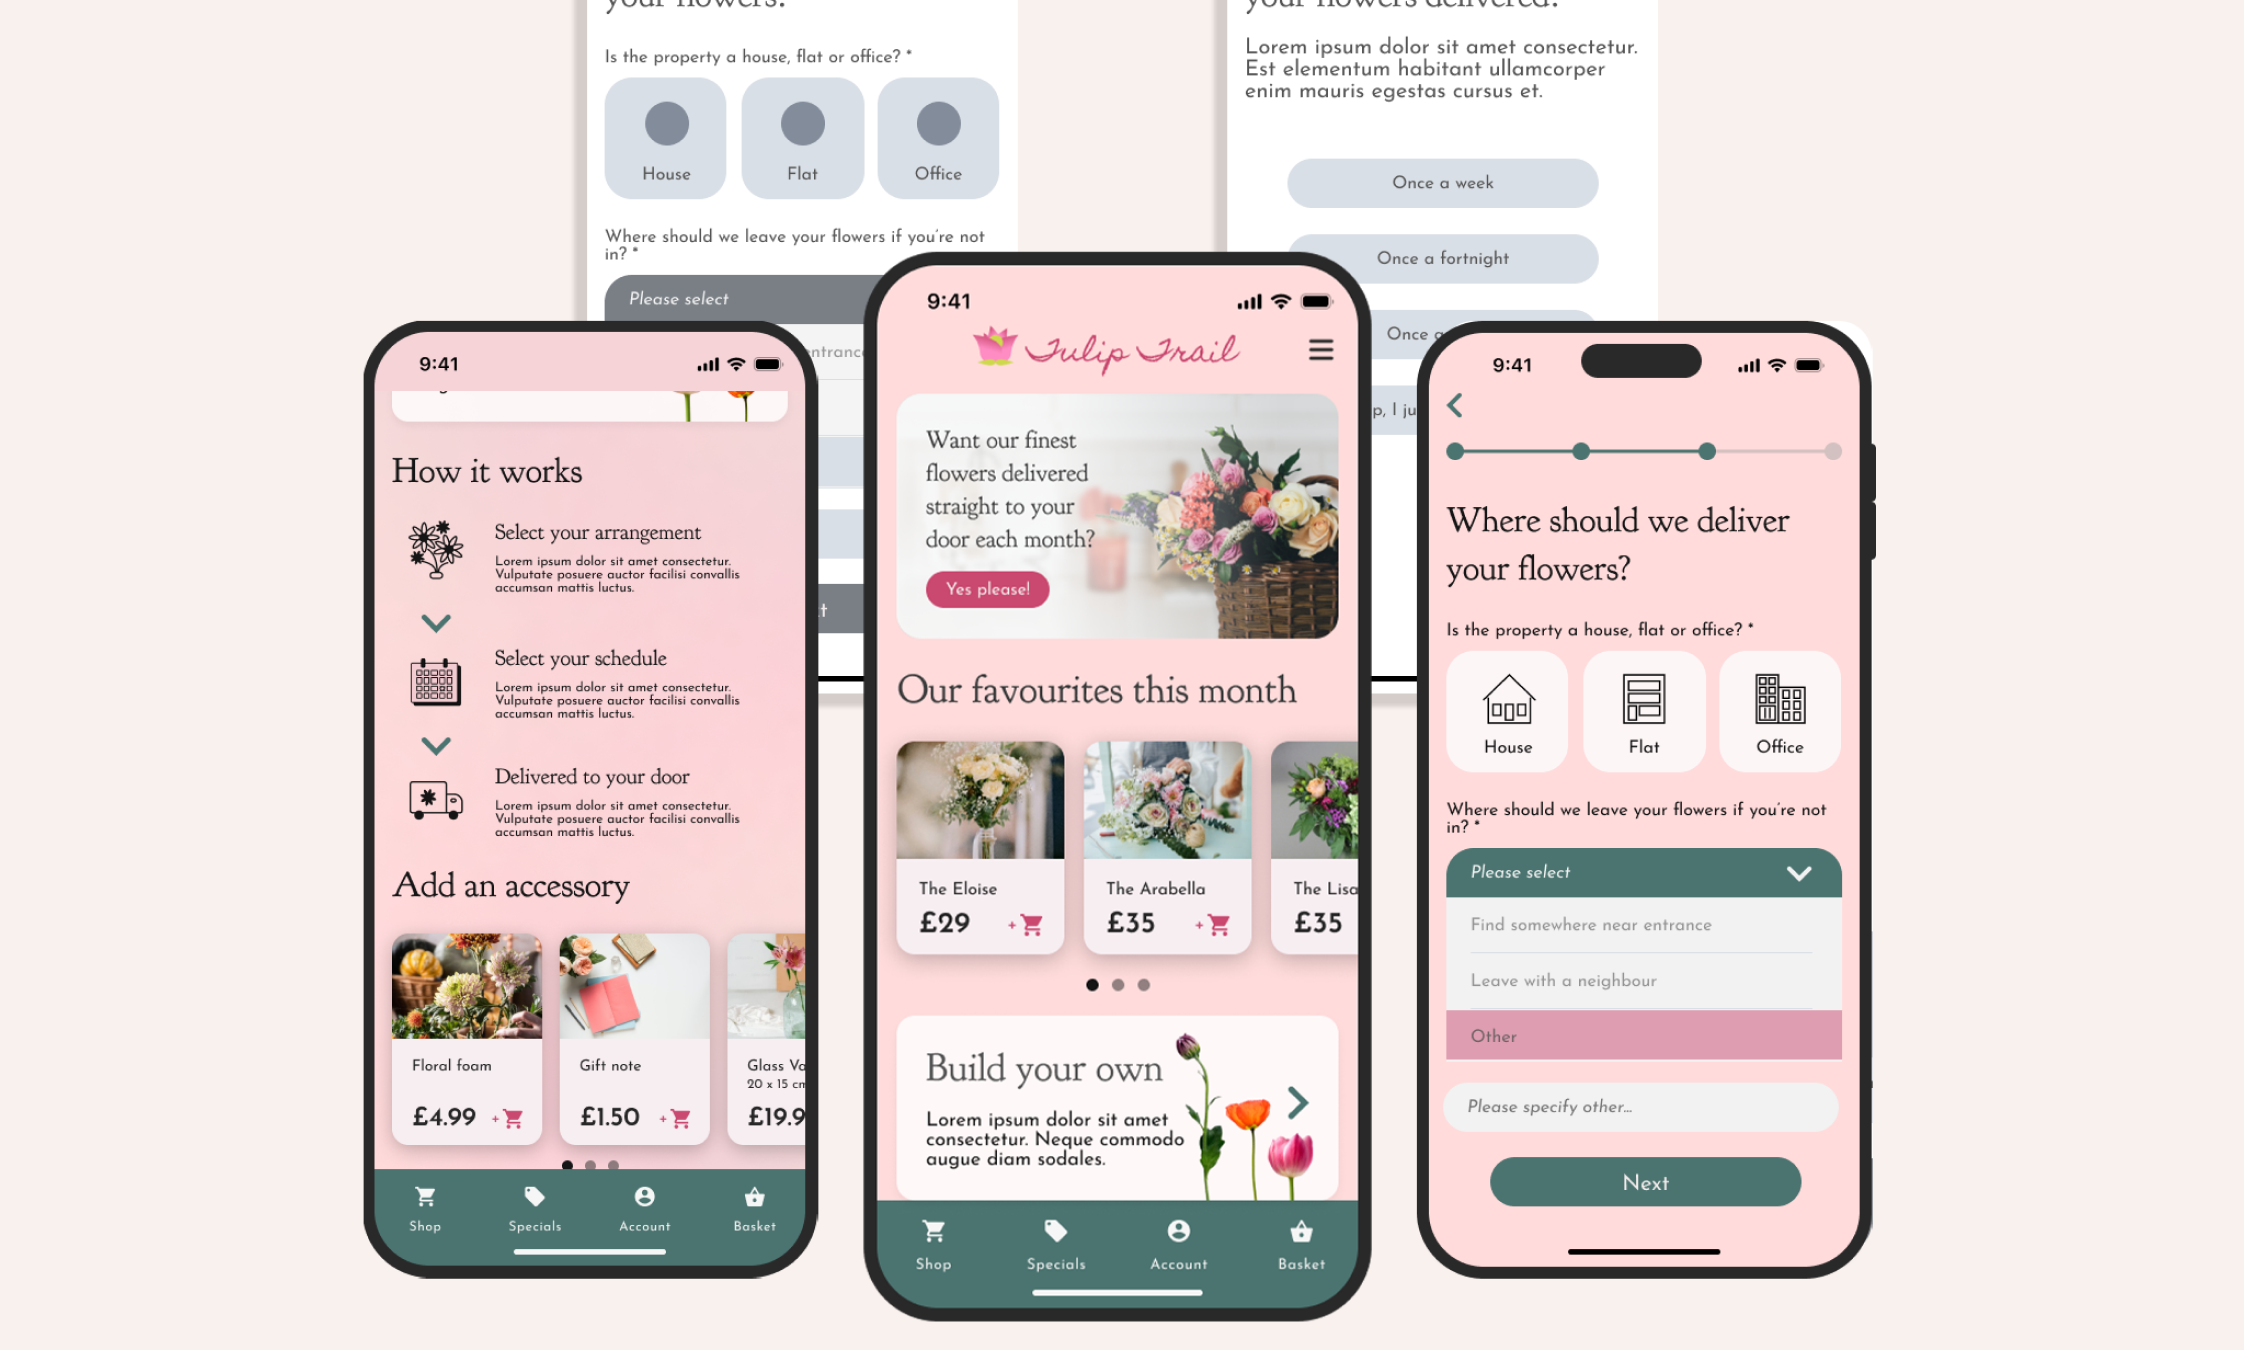 your flowers?
Is the property a house, flat or office? *
House
Flat
Office
Where should we leave your flowers if you're not
in? *
Please select
entrance
your flowers delivered?
Lorem ipsum dolor sit amet consectetur.
Est elementum habitant ullamcorper
enim mauris egestas cursus et.
Once a week
Once a fortnight
Once a
p, I ju
9:41
How it works
Select your arrangement
Lorem ipsum dolor sit amet consectetur.
Vulputate posuere auctor facilisi convallis
accumsan mattis luctus.
Select your schedule
Lorem ipsum dolor sit amet consectetur.
Vulputate posuere auctor facilisi convallis
accumsan mattis luctus.
Delivered to your door
Lorem ipsum dolor sit amet consectetur.
Vulputate posuere auctor facilisi convallis
accumsan mattis luctus.
Add an accessory
Floral foam
£4.99 +
Gift note
£1.50 +
Glass Va
20 x 15 cm
£19.9
Shop
Specials
Account
Basket
9:41
Tulip Trail
Want our finest
flowers delivered
straight to your
door each month?
Yes please!
Our favourites this month
The Eloise
£29 +
The Arabella
£35 +
The Lisa
£35
Build your own
Lorem ipsum dolor sit amet
consectetur. Neque commodo
augue diam sodales.
Shop
Specials
Account
Basket
9:41
Where should we deliver
your flowers?
Is the property a house, flat or office? *
House
Flat
Office
Where should we leave your flowers if you're not
in? *
Please select
Find somewhere near entrance
Leave with a neighbour
Other
Please specify other...
Next